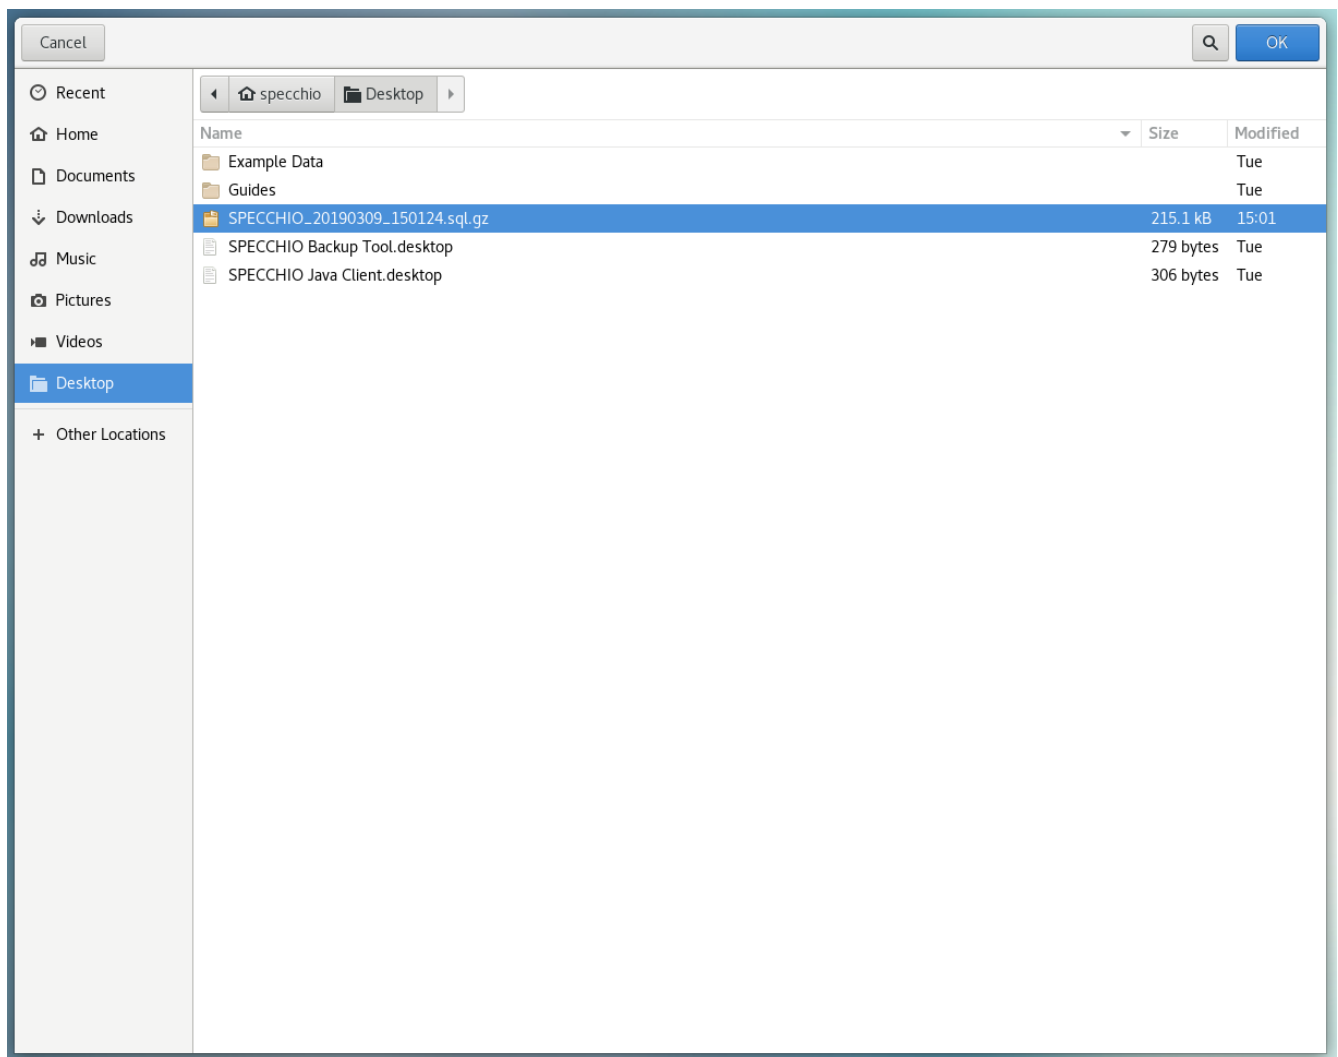 Cancel OK
Recent
Home
Documents
Downloads
Music
Pictures
Videos
Desktop
Other Locations
specchio Desktop
Name Size Modified
Example Data Tue
Guides Tue
SPECCHIO_20190309_150124.sql.gz 215.1 kB 15:01
SPECCHIO Backup Tool.desktop 279 bytes Tue
SPECCHIO Java Client.desktop 306 bytes Tue